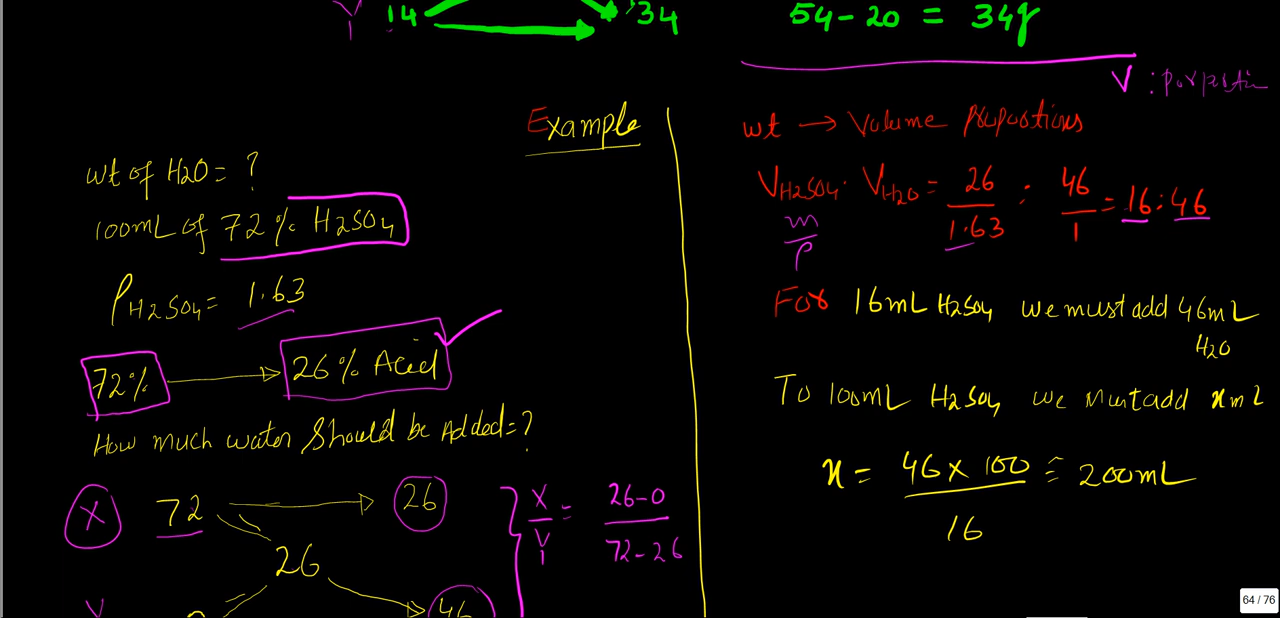 Y 14 34
Example
wt of H2O = ?
100mL of 72% H2SO4
ρH2SO4 = 1.63
72% → 26% Acid
How much water Should be Added = ?
X 72 → 26
26
Y 46
X/Y = 26-0/72-26
54-20 = 34g
V :
wt → Volume
VH2SO4 : VH2O = 26/1.63 : 46/1 = 16 : 46
m/ρ
For 16mL H2SO4 we must add 46mL
H2O
To 100mL H2SO4 we Must add x mL
x = 46 x 100/16 = 200mL
64 / 76